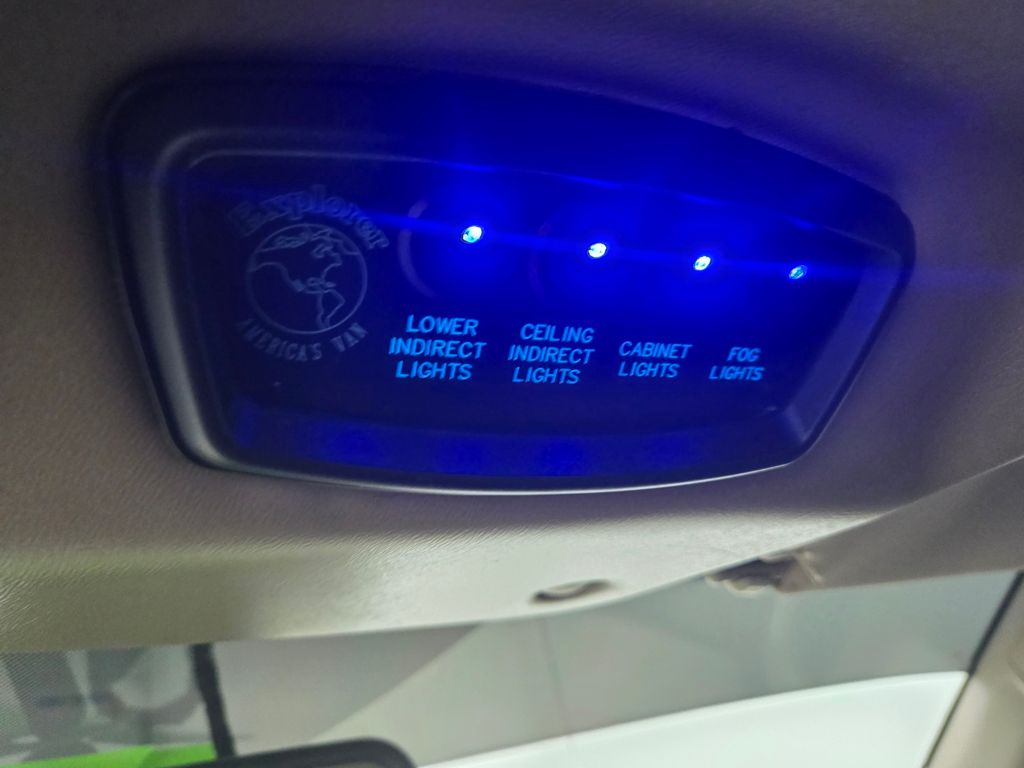 Explorer
AMERICA'S VAN
LOWER
INDIRECT
LIGHTS
CEILING
INDIRECT
LIGHTS
CABINET
LIGHTS
FOG
LIGHTS